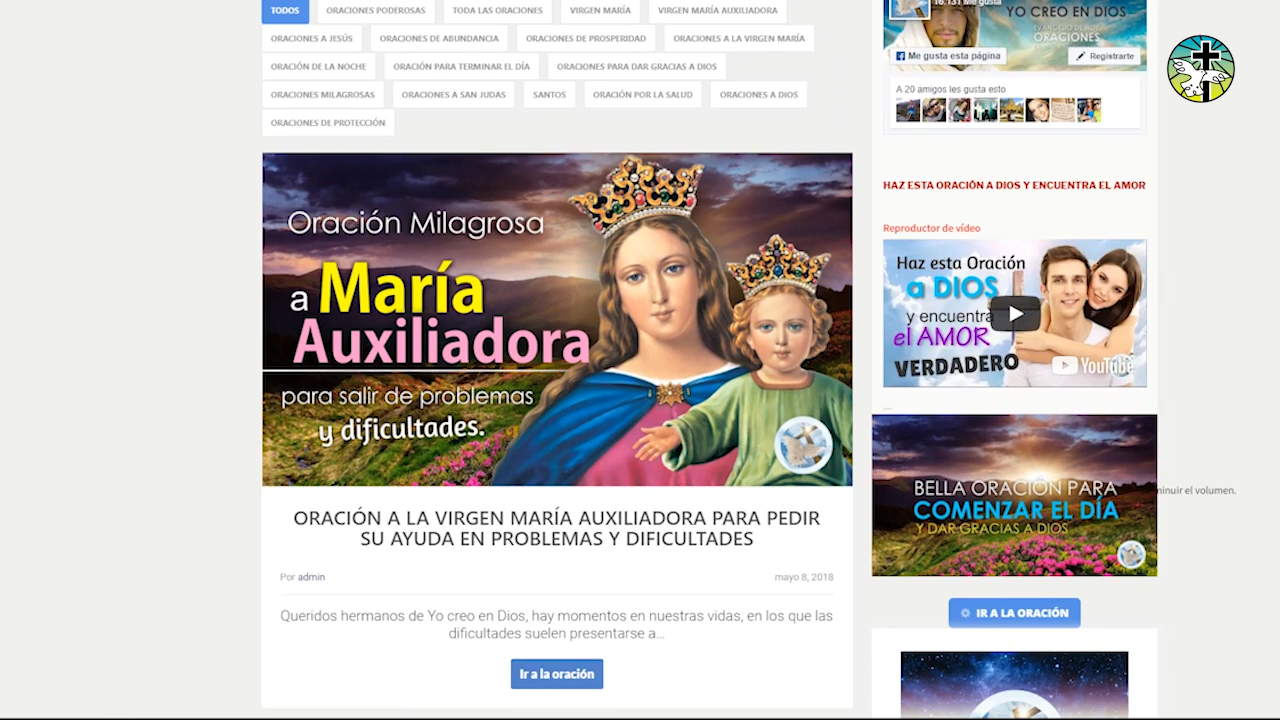 TODOS
ORACIONES PODEROSAS
TODA LAS ORACIONES
VIRGEN MARÍA
VIRGEN MARÍA AUXILIADORA
ORACIONES A JESÚS
ORACIONES DE ABUNDANCIA
ORACIONES DE PROSPERIDAD
ORACIONES A LA VIRGEN MARÍA
ORACIÓN DE LA NOCHE
ORACIÓN PARA TERMINAR EL DÍA
ORACIONES PARA DAR GRACIAS A DIOS
ORACIONES MILAGROSAS
ORACIONES A SAN JUDAS
SANTOS
ORACIÓN POR LA SALUD
ORACIONES A DIOS
ORACIONES DE PROTECCIÓN
Oración Milagrosa
a María
Auxiliadora
para salir de problemas
y dificultades.
ORACIÓN A LA VIRGEN MARÍA AUXILIADORA PARA PEDIR
SU AYUDA EN PROBLEMAS Y DIFICULTADES
Por admin
mayo 8, 2018
Queridos hermanos de Yo creo en Dios, hay momentos en nuestras vidas, en los que las
dificultades suelen presentarse a...
Ir a la oración
16.131 Me gusta
YO CREO EN DIOS
ORACIONES
Me gusta esta página
Registrarte
A 20 amigos les gusta esto
HAZ ESTA ORACIÓN A DIOS Y ENCUENTRA EL AMOR
Reproductor de vídeo
Haz esta Oración
a DIOS
y encuentra
el AMOR
VERDADERO
YouTube
BELLA ORACIÓN PARA
COMENZAR EL DÍA
Y DAR GRACIAS A DIOS
el volumen.
IR A LA ORACIÓN